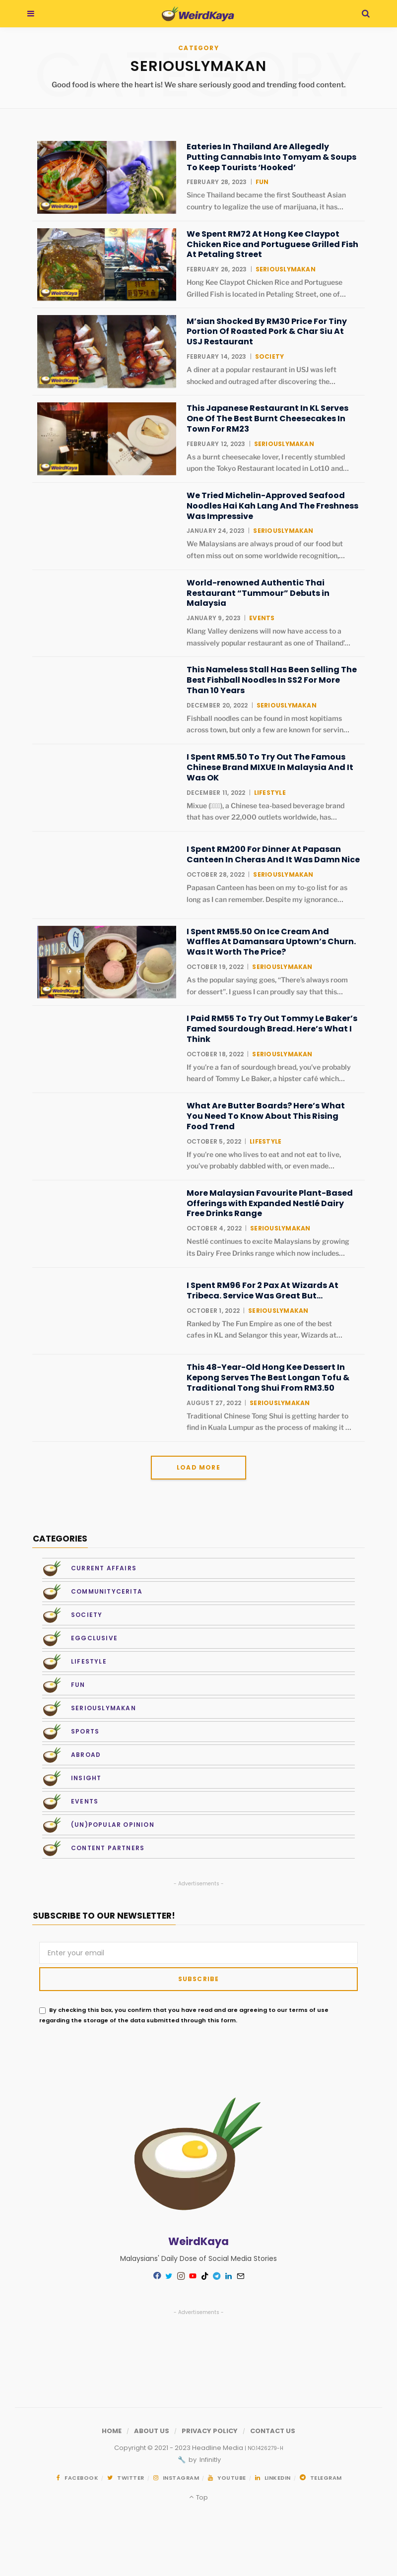 WeirdKaya
CATEGORY
SERIOUSLYMAKAN
Good food is where the heart is! We share seriously good and trending food content.
Eateries In Thailand Are Allegedly
Putting Cannabis Into Tomyam & Soups
To Keep Tourists ‘Hooked’
FEBRUARY 28, 2023 | FUN
Since Thailand became the first Southeast Asian
country to legalize the use of marijuana, it has…
WeirdKaya
We Spent RM72 At Hong Kee Claypot
Chicken Rice and Portuguese Grilled Fish
At Petaling Street
FEBRUARY 26, 2023 | SERIOUSLYMAKAN
Hong Kee Claypot Chicken Rice and Portuguese
Grilled Fish is located in Petaling Street, one of…
WeirdKaya
M’sian Shocked By RM30 Price For Tiny
Portion Of Roasted Pork & Char Siu At
USJ Restaurant
FEBRUARY 14, 2023 | SOCIETY
A diner at a popular restaurant in USJ was left
shocked and outraged after discovering the…
WeirdKaya
This Japanese Restaurant In KL Serves
One Of The Best Burnt Cheesecakes In
Town For RM23
FEBRUARY 12, 2023 | SERIOUSLYMAKAN
As a burnt cheesecake lover, I recently stumbled
upon the Tokyo Restaurant located in Lot10 and…
WeirdKaya
We Tried Michelin-Approved Seafood
Noodles Hai Kah Lang And The Freshness
Was Impressive
JANUARY 24, 2023 | SERIOUSLYMAKAN
We Malaysians are always proud of our food but
often miss out on some worldwide recognition,…
World-renowned Authentic Thai
Restaurant “Tummour” Debuts in
Malaysia
JANUARY 9, 2023 | EVENTS
Klang Valley denizens will now have access to a
massively popular restaurant as one of Thailand’…
This Nameless Stall Has Been Selling The
Best Fishball Noodles In SS2 For More
Than 10 Years
DECEMBER 20, 2022 | SERIOUSLYMAKAN
Fishball noodles can be found in most kopitiams
across town, but only a few are known for servin…
I Spent RM5.50 To Try Out The Famous
Chinese Brand MIXUE In Malaysia And It
Was OK
DECEMBER 11, 2022 | LIFESTYLE
Mixue (), a Chinese tea-based beverage brand
that has over 22,000 outlets worldwide, has…
I Spent RM200 For Dinner At Papasan
Canteen In Cheras And It Was Damn Nice
OCTOBER 28, 2022 | SERIOUSLYMAKAN
Papasan Canteen has been on my to-go list for as
long as I can remember. Despite my ignorance…
I Spent RM55.50 On Ice Cream And
Waffles At Damansara Uptown’s Churn.
Was It Worth The Price?
OCTOBER 19, 2022 | SERIOUSLYMAKAN
As the popular saying goes, “There’s always room
for dessert”. I guess I can proudly say that this…
WeirdKaya
I Paid RM55 To Try Out Tommy Le Baker’s
Famed Sourdough Bread. Here’s What I
Think
OCTOBER 18, 2022 | SERIOUSLYMAKAN
If you’re a fan of sourdough bread, you’ve probably
heard of Tommy Le Baker, a hipster café which…
What Are Butter Boards? Here’s What
You Need To Know About This Rising
Food Trend
OCTOBER 5, 2022 | LIFESTYLE
If you’re one who lives to eat and not eat to live,
you’ve probably dabbled with, or even made…
More Malaysian Favourite Plant-Based
Offerings with Expanded Nestlé Dairy
Free Drinks Range
OCTOBER 4, 2022 | SERIOUSLYMAKAN
Nestlé continues to excite Malaysians by growing
its Dairy Free Drinks range which now includes…
I Spent RM96 For 2 Pax At Wizards At
Tribeca. Service Was Great But…
OCTOBER 1, 2022 | SERIOUSLYMAKAN
Ranked by The Fun Empire as one of the best
cafes in KL and Selangor this year, Wizards at…
This 48-Year-Old Hong Kee Dessert In
Kepong Serves The Best Longan Tofu &
Traditional Tong Shui From RM3.50
AUGUST 27, 2022 | SERIOUSLYMAKAN
Traditional Chinese Tong Shui is getting harder to
find in Kuala Lumpur as the process of making it …
LOAD MORE
CATEGORIES
CURRENT AFFAIRS
COMMUNITYCERITA
SOCIETY
EGGCLUSIVE
LIFESTYLE
FUN
SERIOUSLYMAKAN
SPORTS
ABROAD
INSIGHT
EVENTS
(UN)POPULAR OPINION
CONTENT PARTNERS
- Advertisements -
SUBSCRIBE TO OUR NEWSLETTER!
Enter your email
SUBSCRIBE
By checking this box, you confirm that you have read and are agreeing to our terms of use
regarding the storage of the data submitted through this form.
WeirdKaya
Malaysians' Daily Dose of Social Media Stories
- Advertisements -
HOME / ABOUT US / PRIVACY POLICY / CONTACT US
Copyright © 2021 - 2023 Headline Media | NO1426279-H
by Infinitly
FACEBOOK TWITTER INSTAGRAM YOUTUBE LINKEDIN TELEGRAM
Top